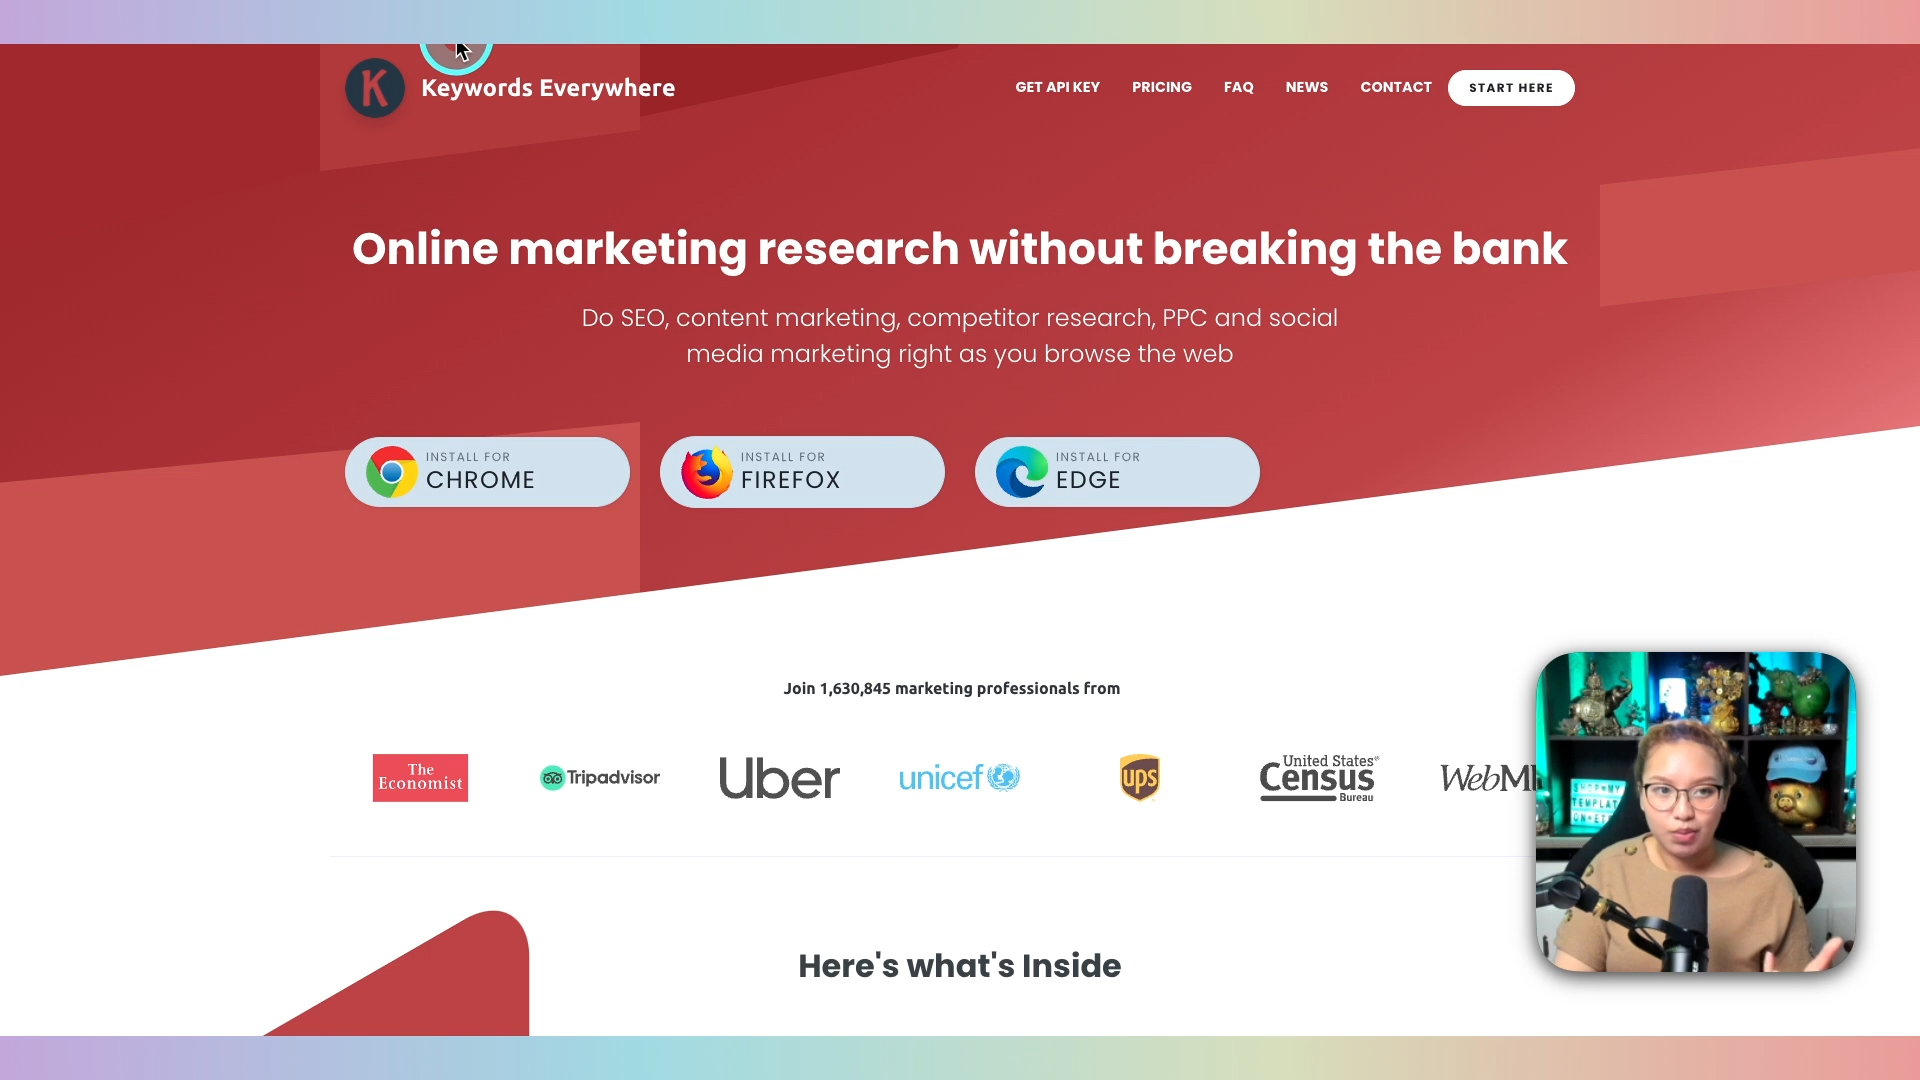 K
Keywords Everywhere
GET API KEY
PRICING
FAQ
NEWS
CONTACT
START HERE
Online marketing research without breaking the bank
Do SEO, content marketing, competitor research, PPC and social
media marketing right as you browse the web
INSTALL FOR
CHROME
INSTALL FOR
FIREFOX
INSTALL FOR
EDGE
Join 1,630,845 marketing professionals from
The
Economist
Tripadvisor
Uber
unicef
ups
United States®
Census
Bureau
Here's what's Inside
SHOP MY
TEMPLAT